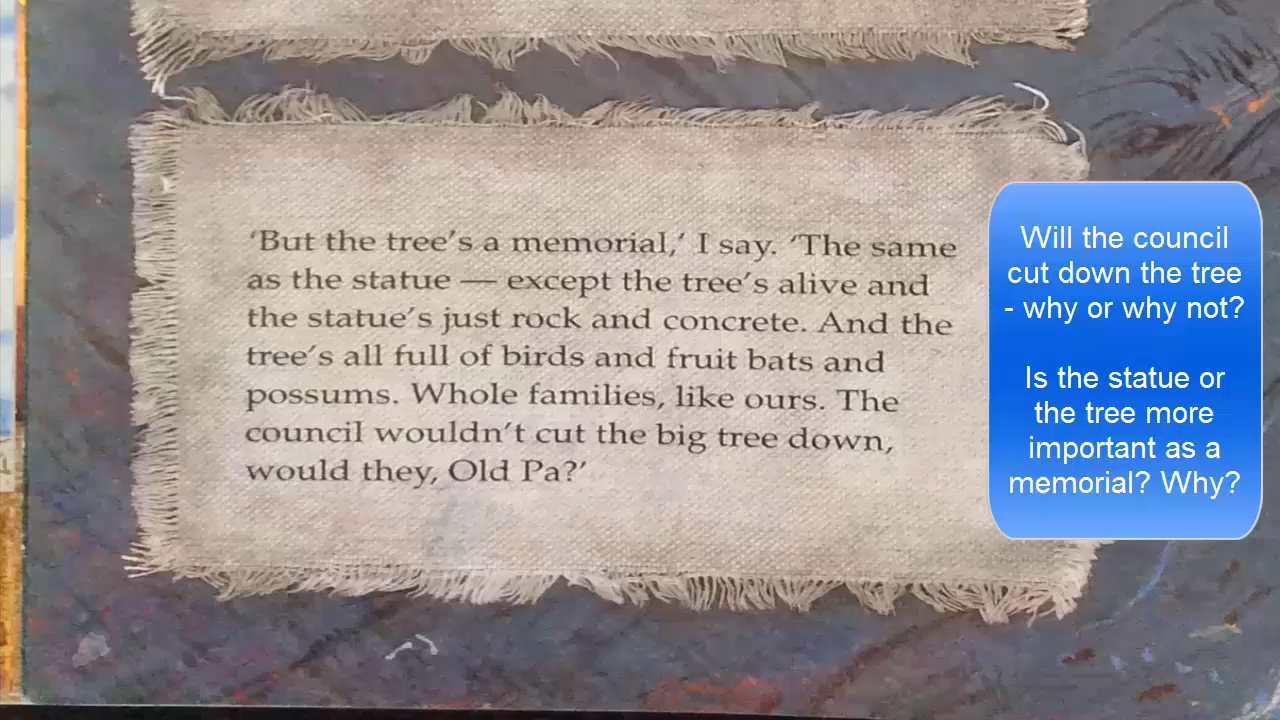 ‘But the tree’s a memorial,’ I say. ‘The same
as the statue — except the tree’s alive and
the statue’s just rock and concrete. And the
tree’s all full of birds and fruit bats and
possums. Whole families, like ours. The
council wouldn’t cut the big tree down,
would they, Old Pa?’
Will the council
cut down the tree
- why or why not?
Is the statue or
the tree more
important as a
memorial? Why?